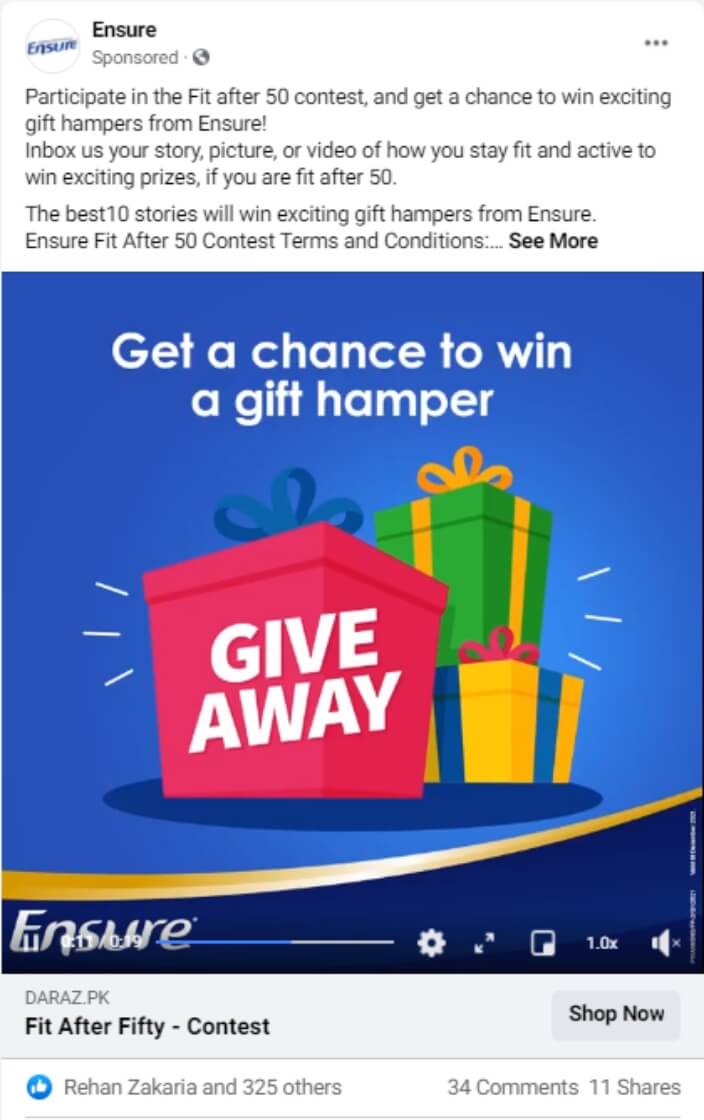 Ensure
Ensure
Sponsored ·
Participate in the Fit after 50 contest, and get a chance to win exciting
gift hampers from Ensure!
Inbox us your story, picture, or video of how you stay fit and active to
win exciting prizes, if you are fit after 50.
The best10 stories will win exciting gift hampers from Ensure.
Ensure Fit After 50 Contest Terms and Conditions:... See More
Get a chance to win
a gift hamper
GIVE
AWAY
Ensure
0:11 / 0:19
1.0x
DARAZ.PK
Fit After Fifty - Contest
Shop Now
Rehan Zakaria and 325 others
34 Comments 11 Shares